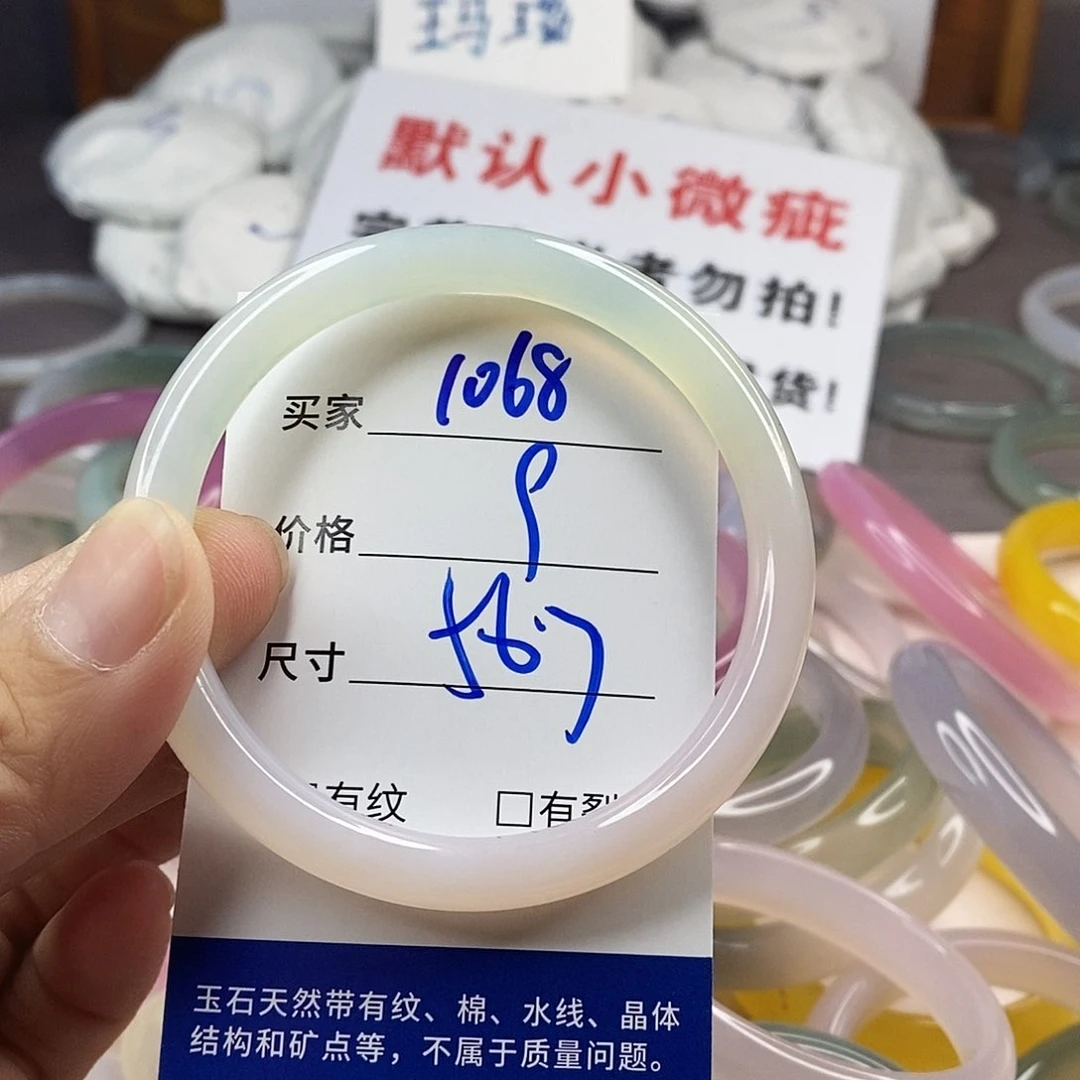 玛瑙
默认小微疵
者勿拍!
货!
买家 1068
价格 9
尺寸 56.7
有纹 □有裂
玉石天然带有纹、棉、水线、晶体
结构和矿点等，不属于质量问题。